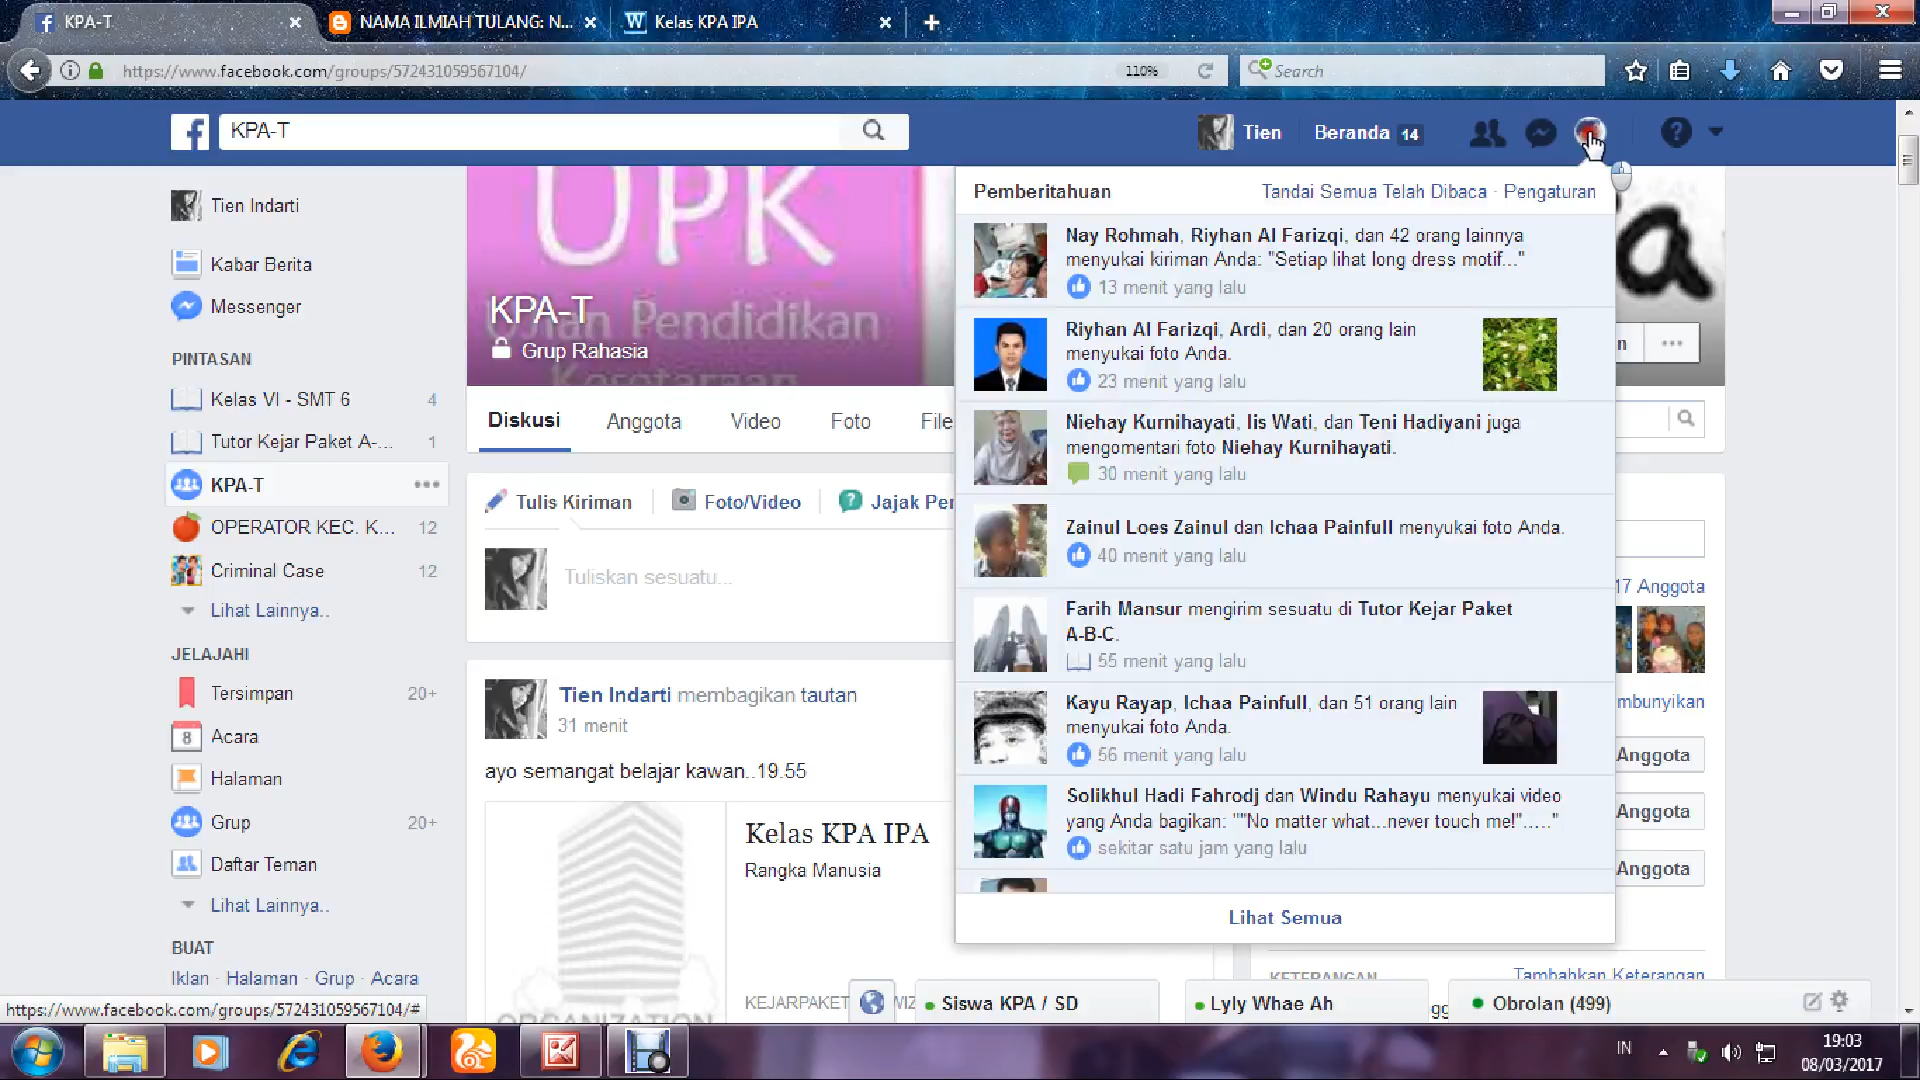 KPA-T
NAMA ILMIAH TULANG: N...
Kelas KPA IPA
https://www.facebook.com/groups/572431059567104/
110%
Search
KPA-T
Tien
Beranda 14
Tien Indarti
Kabar Berita
Messenger
PINTASAN
Kelas VI - SMT 6 4
Tutor Kejar Paket A-... 1
KPA-T
OPERATOR KEC. K... 12
Criminal Case 12
Lihat Lainnya..
JELAJAHI
Tersimpan 20+
8 Acara
Halaman
Grup 20+
Daftar Teman
Lihat Lainnya..
BUAT
Iklan · Halaman · Grup · Acara
https://www.facebook.com/groups/572431059567104/#
UPK
Pendidikan
KPA-T
Grup Rahasia
Kesetaraan
Diskusi Anggota Video Foto File
Tulis Kiriman
Foto/Video
Jajak Per
Tuliskan sesuatu...
Tien Indarti membagikan tautan
31 menit
ayo semangat belajar kawan..19.55
Kelas KPA IPA
Rangka Manusia
KEJARPAKET
ORGANIZATION
Pemberitahuan
Tandai Semua Telah Dibaca · Pengaturan
Nay Rohmah, Riyhan Al Farizqi, dan 42 orang lainnya
menyukai kiriman Anda: "Setiap lihat long dress motif..."
13 menit yang lalu
Riyhan Al Farizqi, Ardi, dan 20 orang lain
menyukai foto Anda.
23 menit yang lalu
Niehay Kurnihayati, Iis Wati, dan Teni Hadiyani juga
mengomentari foto Niehay Kurnihayati.
30 menit yang lalu
Zainul Loes Zainul dan Ichaa Painfull menyukai foto Anda.
40 menit yang lalu
Farih Mansur mengirim sesuatu di Tutor Kejar Paket
A-B-C.
55 menit yang lalu
Kayu Rayap, Ichaa Painfull, dan 51 orang lain
menyukai foto Anda.
56 menit yang lalu
Solikhul Hadi Fahrodj dan Windu Rahayu menyukai video
yang Anda bagikan: ""No matter what...never touch me!"....."
sekitar satu jam yang lalu
Lihat Semua
a
n
17 Anggota
mbunyikan
Anggota
Anggota
Anggota
KETERANGAN
Tambahkan Keterangan
Siswa KPA / SD
Lyly Whae Ah
Obrolan (499)
IN
19:03
08/03/2017